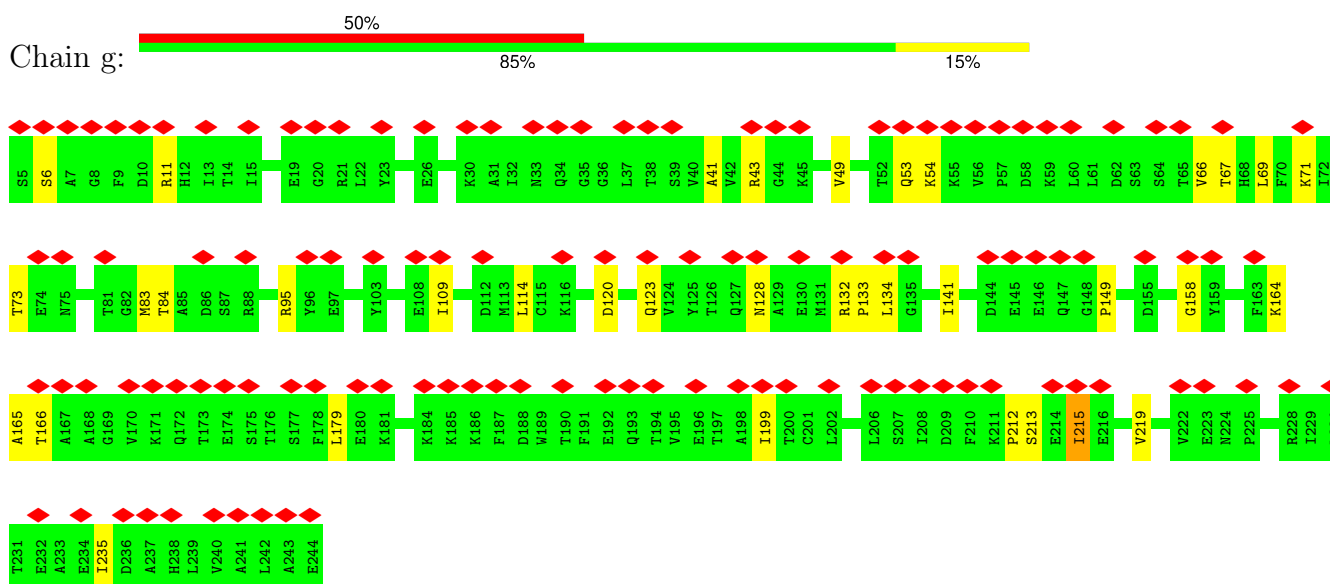 50%
Chain g:
85% 15%
S5 S6 A7 G8 F9 D10 R11 H12 I13 T14 I15 E19 G20 R21 L22 Y23 E26 K30 A31 I32 N33 Q34 G35 G36 L37 T38 S39 V40 A41 V42 R43 G44 K45 V49 T52 Q53 K54 K55 V56 P57 D58 K59 L60 L61 D62 S63 S64 T65 V66 T67 H68 L69 F70 K71 I72
T73 E74 N75 T81 G82 M83 T84 A85 D86 S87 R88 R95 Y96 E97 Y103 E108 I109 D112 M113 L114 C115 K116 D120 Q123 V124 Y125 T126 Q127 N128 A129 E130 M131 R132 P133 L134 G135 I141 D144 E145 E146 Q147 G148 P149 D155 G158 Y159 F163 K164
A165 T166 A167 A168 G169 V170 K171 Q172 T173 E174 S175 T176 S177 F178 L179 E180 K181 K184 K185 K186 F187 D188 W189 T190 F191 E192 Q193 T194 V195 E196 T197 A198 I199 T200 C201 L202 L206 S207 I208 D209 F210 K211 P212 S213 E214 I215 E216 V219 V222 E223 N224 P225 R228 I229
T231 E232 A233 E234 I235 D236 A237 H238 L239 V240 A241 L242 A243 E244